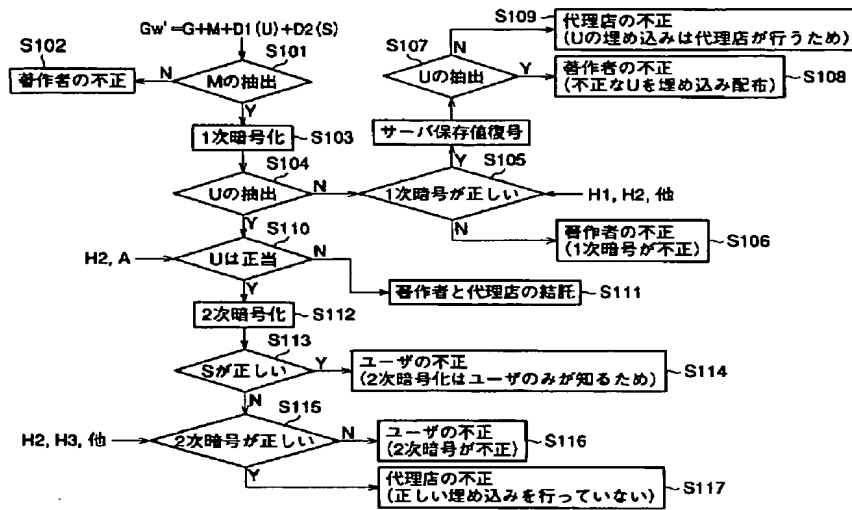 Gw'=G+M+D1(U)+D2(S)
S101
Mの抽出
N
S102
著作者の不正
Y
1次暗号化
S103
S104
Uの抽出
N
Y
S105
1次暗号が正しい
H1, H2, 他
N
著作者の不正
(1次暗号が不正)
S106
Y
サーバ保存値復号
S107
Uの抽出
N
S109
代理店の不正
(Uの埋め込みは代理店が行うため)
Y
著作者の不正
(不正なUを埋め込み配布)
S108
S110
H2, A
Uは正当
N
著作者と代理店の結託
S111
Y
2次暗号化
S112
S113
Sが正しい
Y
ユーザの不正
(2次暗号化はユーザのみが知るため)
S114
N
S115
H2, H3, 他
2次暗号が正しい
N
ユーザの不正
(2次暗号が不正)
S116
Y
代理店の不正
(正しい埋め込みを行っていない)
S117